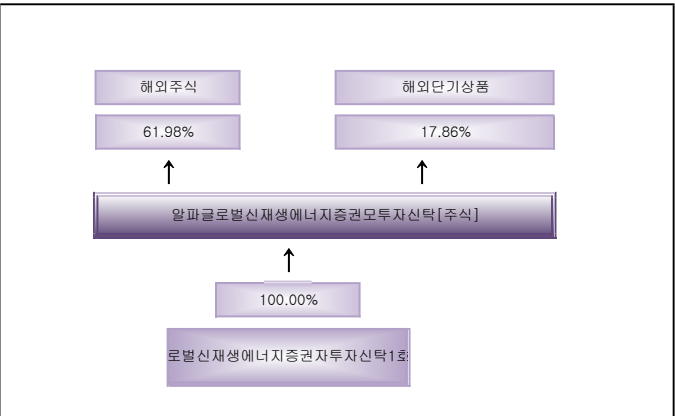 해외주식 해외단기상품
61.98% 17.86%
↑ ↑
알파글로벌신재생에너지증권모투자신탁[주식]
↑
100.00%
로벌신재생에너지증권자투자신탁1호